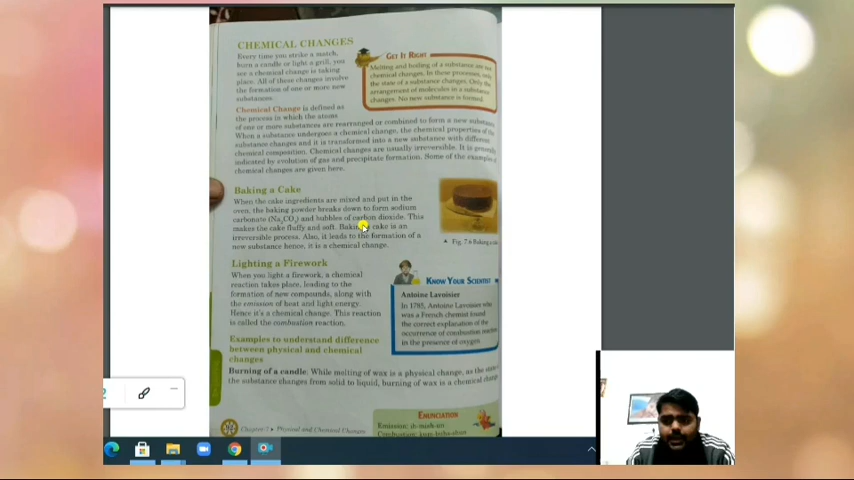 CHEMICAL CHANGES
Every time you strike a match,
burn a candle or light a grill, you
see a chemical change is taking
place. All of these changes involve
the formation of one or more new
substances.
Chemical Change is defined as
the process in which the atoms
of one or more substances are rearranged or combined to form a new substance.
When a substance undergoes a chemical change, the chemical properties of the
substance changes and it is transformed into a new substance with different
chemical composition. Chemical changes are usually irreversible. It is generally
indicated by evolution of gas and precipitate formation. Some of the examples of
chemical changes are given here.
GET IT RIGHT
Melting and boiling of a substance are not
chemical changes. In these processes, only
the state of a substance changes. Only the
arrangement of molecules in a substance
changes. No new substance is formed.
Baking a Cake
When the cake ingredients are mixed and put in the
oven, the baking powder breaks down to form sodium
carbonate (Na2CO3) and bubbles of carbon dioxide. This
makes the cake fluffy and soft. Baking a cake is an
irreversible process. Also, it leads to the formation of a
new substance hence, it is a chemical change.
Fig. 7.6 Baking a
Lighting a Firework
When you light a firework, a chemical
reaction takes place, leading to the
formation of new compounds, along with
the emission of heat and light energy.
Hence it's a chemical change. This reaction
is called the combustion reaction.
KNOW YOUR SCIENTIST
Antoine Lavoisier
In 1785, Antoine Lavoisier who
was a French chemist found
the correct explanation of the
occurrence of combustion reaction
in the presence of oxygen.
Examples to understand difference
between physical and chemical
changes
Burning of a candle: While melting of wax is a physical change, as the state
the substance changes from solid to liquid, burning of wax is a chemical change
ENUNCIATION
Emission:
Combustion:
Chapter-7 Physical and Chemical Changes
2